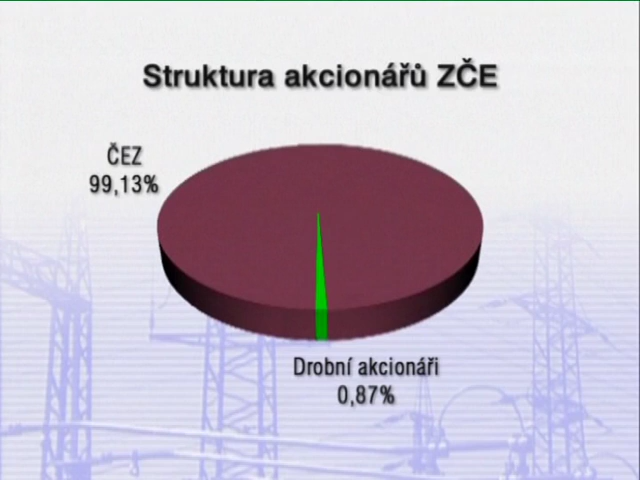 Struktura akcionářů ZČE
ČEZ
99,13%
Drobní akcionáři
0,87%